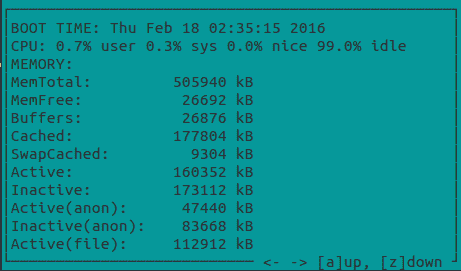 BOOT TIME: Thu Feb 18 02:35:15 2016
CPU: 0.7% user 0.3% sys 0.0% nice 99.0% idle
MEMORY:
MemTotal: 505940 kB
MemFree: 26692 kB
Buffers: 26876 kB
Cached: 177804 kB
SwapCached: 9304 kB
Active: 160352 kB
Inactive: 173112 kB
Active(anon): 47440 kB
Inactive(anon): 83668 kB
Active(file): 112912 kB
<- -> [a]up, [z]down